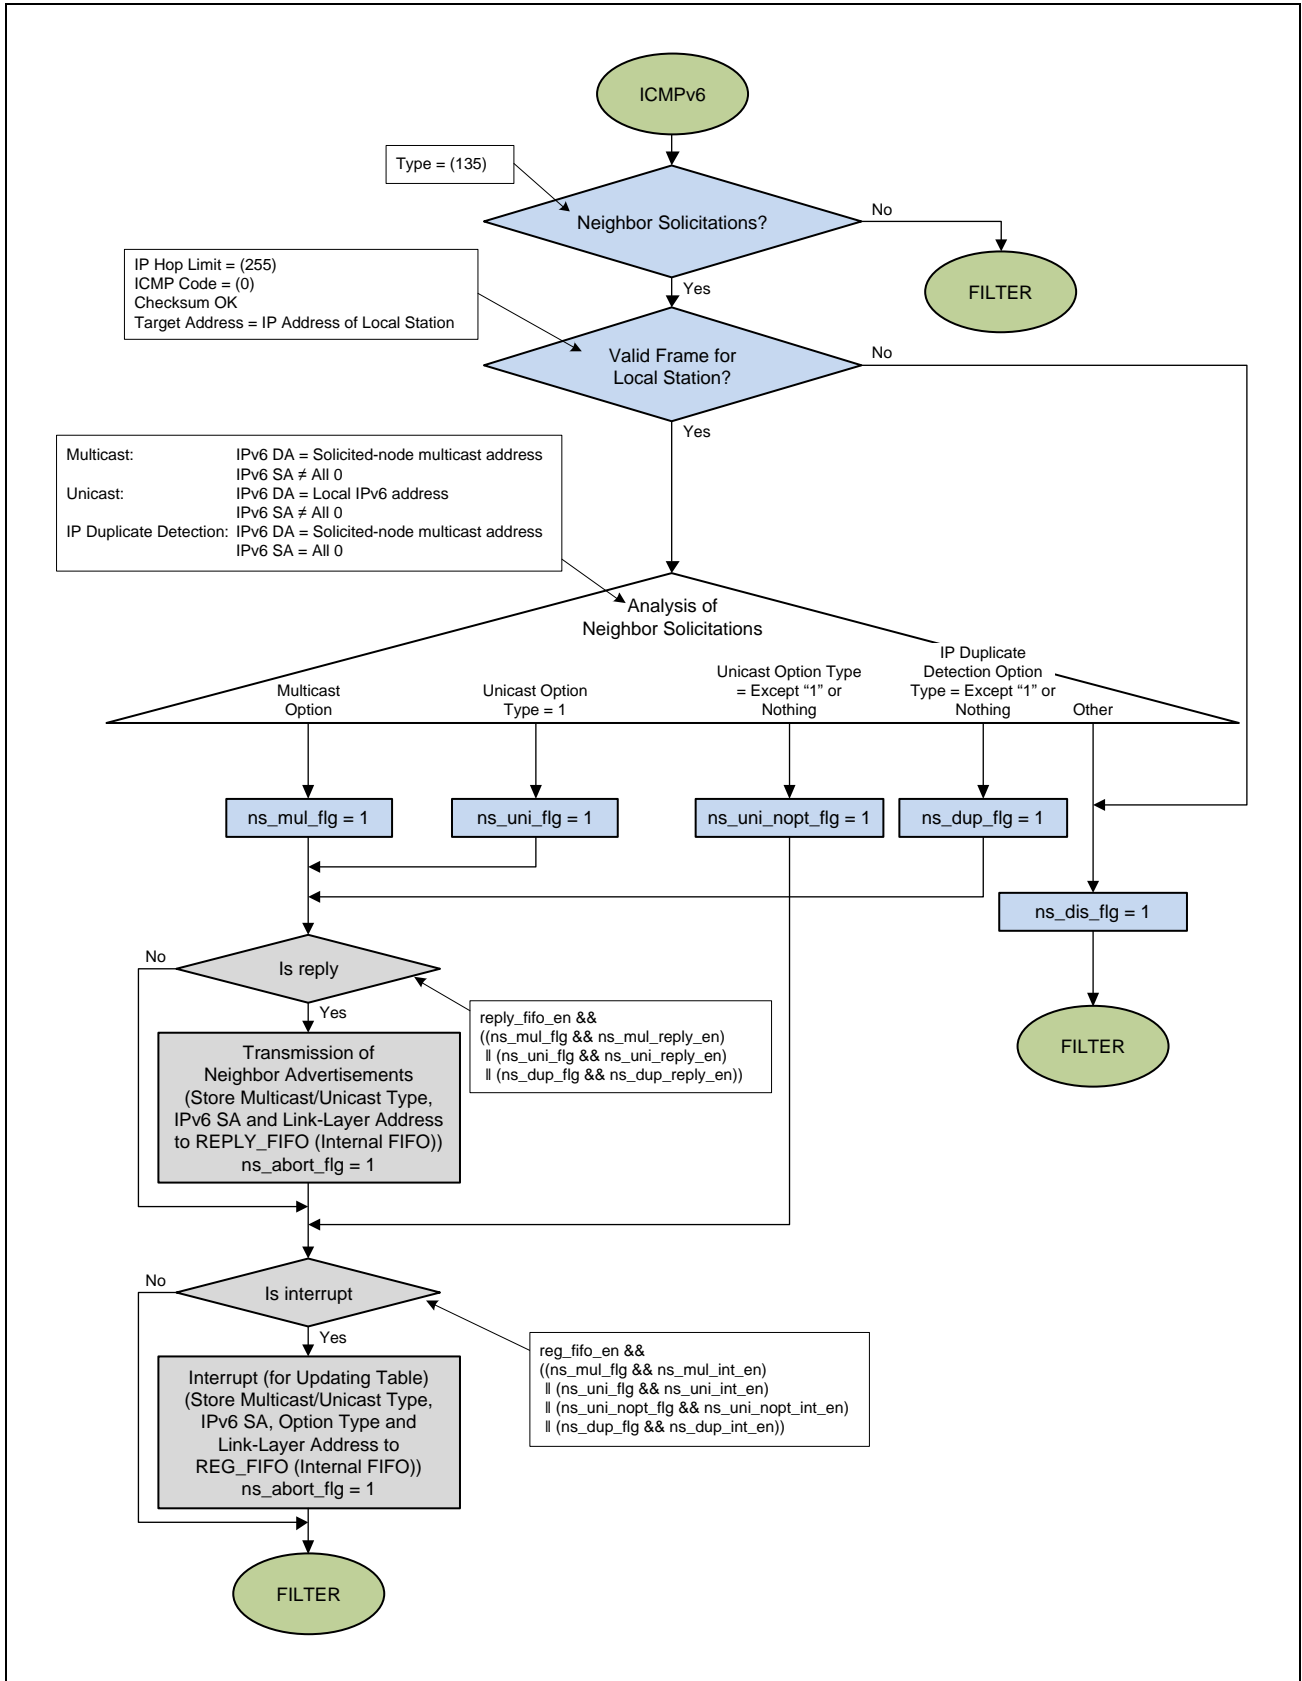 ICMPv6
Type = (135)
Neighbor Solicitations?
No
FILTER
Yes
IP Hop Limit = (255)
ICMP Code = (0)
Checksum OK
Target Address = IP Address of Local Station
Valid Frame for
Local Station?
No
Yes
Multicast: IPv6 DA = Solicited-node multicast address
IPv6 SA ≠ All 0
Unicast: IPv6 DA = Local IPv6 address
IPv6 SA ≠ All 0
IP Duplicate Detection: IPv6 DA = Solicited-node multicast address
IPv6 SA = All 0
Analysis of
Neighbor Solicitations
Multicast
Option
Unicast Option
Type = 1
Unicast Option Type
= Except “1” or
Nothing
IP Duplicate
Detection Option
Type = Except “1” or
Nothing
Other
ns_mul_flg = 1
ns_uni_flg = 1
ns_uni_nopt_flg = 1
ns_dup_flg = 1
ns_dis_flg = 1
FILTER
Is reply
No
Yes
reply_fifo_en &&
((ns_mul_flg && ns_mul_reply_en)
|| (ns_uni_flg && ns_uni_reply_en)
|| (ns_dup_flg && ns_dup_reply_en))
Transmission of
Neighbor Advertisements
(Store Multicast/Unicast Type,
IPv6 SA and Link-Layer Address
to REPLY_FIFO (Internal FIFO))
ns_abort_flg = 1
Is interrupt
No
Yes
reg_fifo_en &&
((ns_mul_flg && ns_mul_int_en)
|| (ns_uni_flg && ns_uni_int_en)
|| (ns_uni_nopt_flg && ns_uni_nopt_int_en)
|| (ns_dup_flg && ns_dup_int_en))
Interrupt (for Updating Table)
(Store Multicast/Unicast Type,
IPv6 SA, Option Type and
Link-Layer Address to
REG_FIFO (Internal FIFO))
ns_abort_flg = 1
FILTER